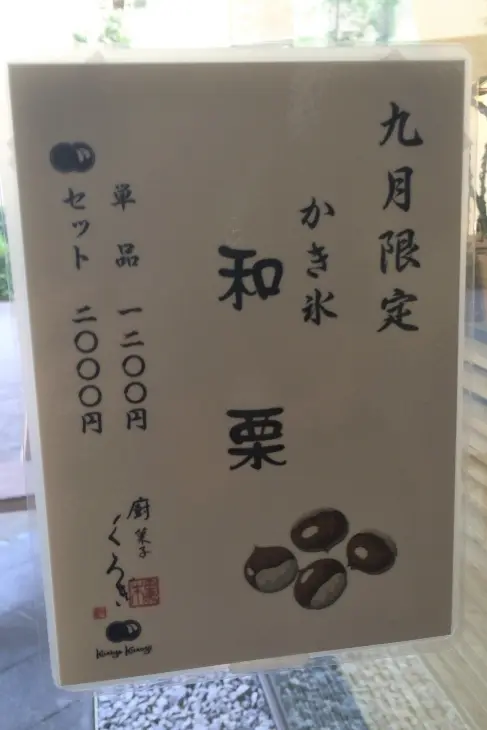 九月限定
かき氷
和栗
単品 一二〇〇円
セット 二〇〇〇円
廚菓子
くろぎ